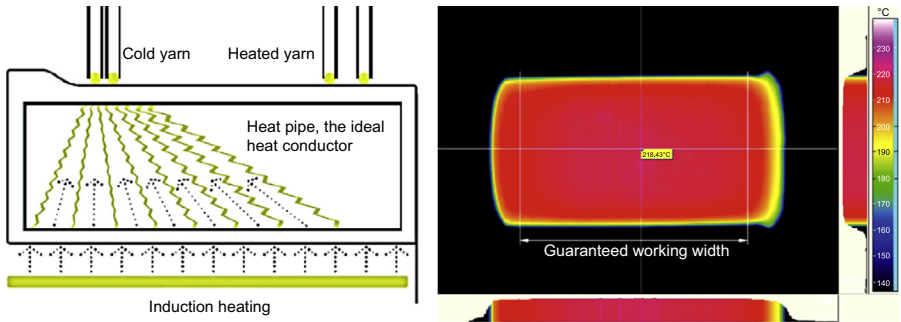 Cold yarn
Heated yarn
Heat pipe, the ideal
heat conductor
Induction heating
218,43°C
Guaranteed working width
°C
230
220
210
200
190
180
170
160
150
140